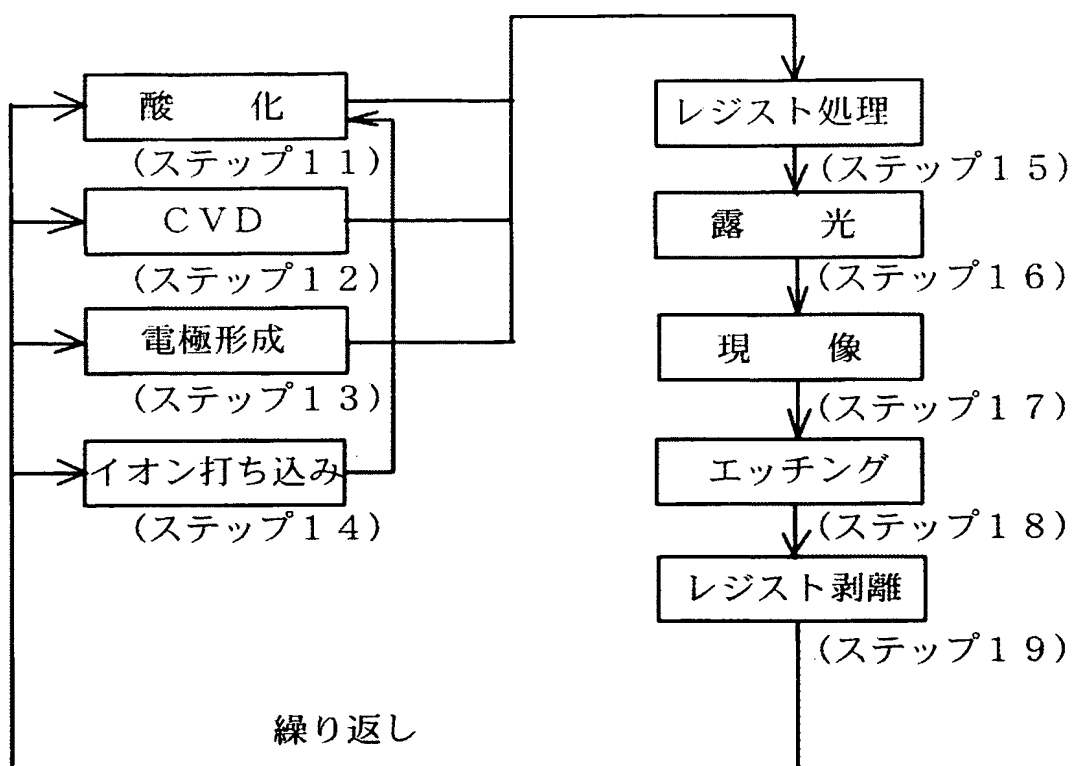 酸　　化
(ステップ１１)
ＣＶＤ
(ステップ１２)
電極形成
(ステップ１３)
イオン打ち込み
(ステップ１４)
レジスト処理
(ステップ１５)
露　　光
(ステップ１６)
現　　像
(ステップ１７)
エッチング
(ステップ１８)
レジスト剥離
(ステップ１９)
繰り返し